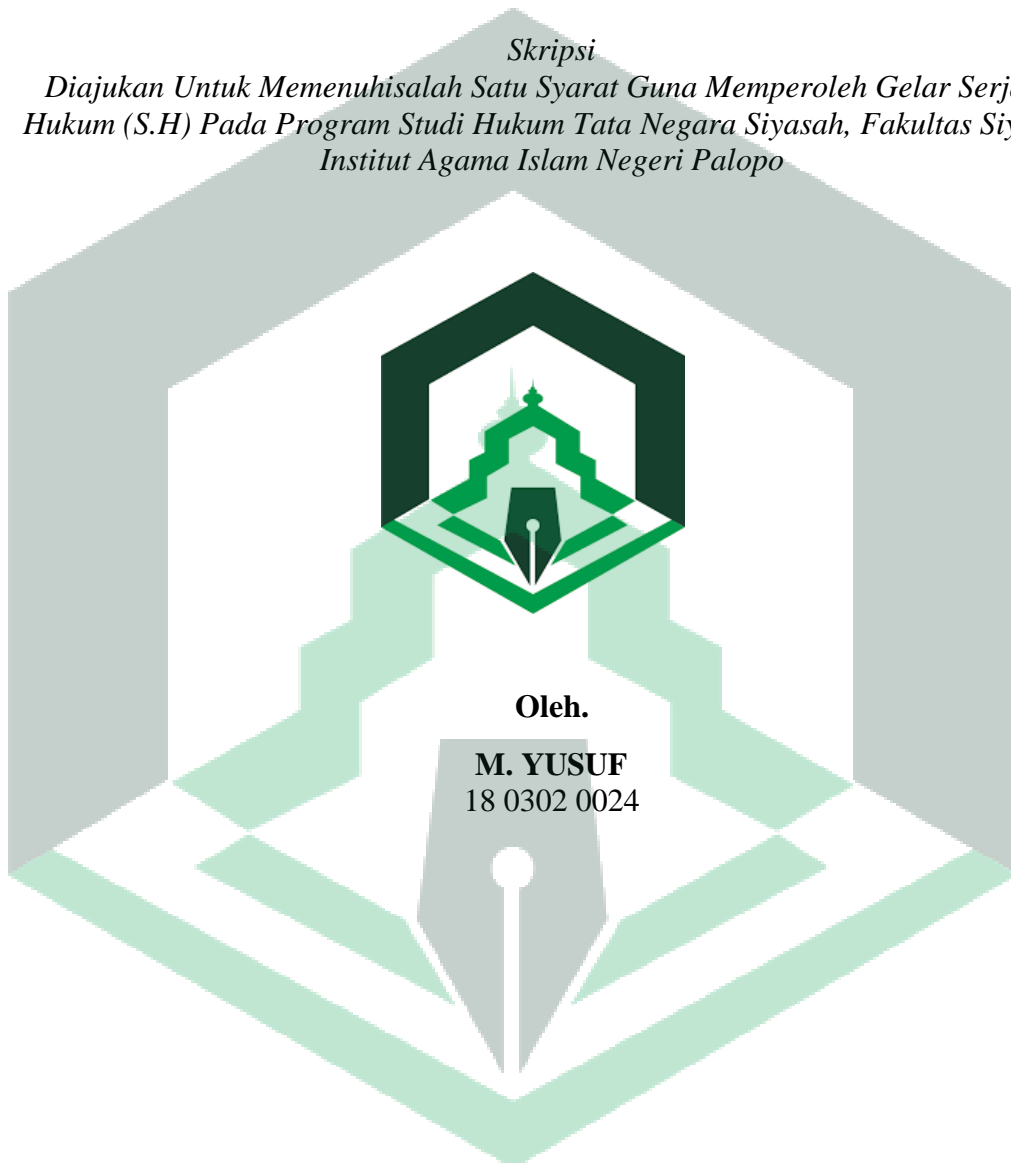 Skripsi
Diajukan Untuk Memenuhisalah Satu Syarat Guna Memperoleh Gelar
Hukum (S.H) Pada Program Studi Hukum Tata Negara Siyasah, Fakultas
Institut Agama Islam Negeri Palopo
Oleh.
M. YUSUF
18 0302 0024